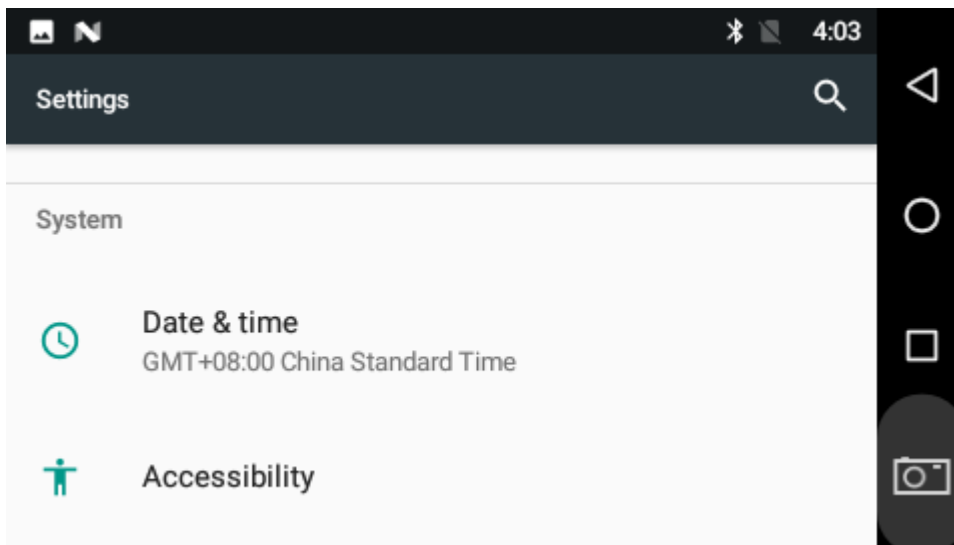 4:03
Settings
System
Date & time
GMT+08:00 China Standard Time
Accessibility